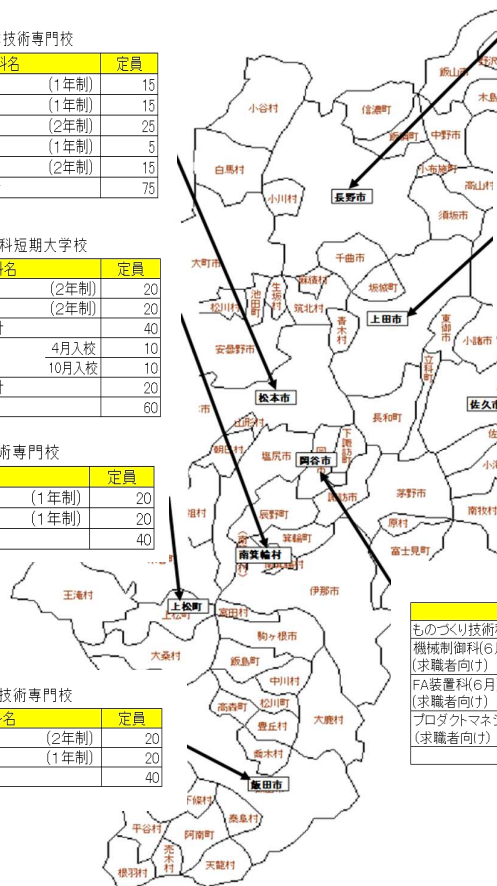 技術専門校
科名 定員
(1年制) 15
(1年制) 15
(2年制) 25
(1年制) 5
(2年制) 15
75
科短期大学校
科名 定員
(2年制) 20
(2年制) 20
計 40
4月入校 10
10月入校 10
計 20
60
術専門校
定員
(1年制) 20
(1年制) 20
40
技術専門校
名 定員
(2年制) 20
(1年制) 20
40
小谷村
信濃町
飯山市
木島
飯綱町
中野市
白馬村
小布施町
高山村
小川村
長野市
須坂市
大町市
千曲市
麻績村
坂城町
生坂村
池田町
松川村
筑北村
上田市
青木村
東御市
小諸市
安曇野市
立科町
松本市
佐久市
長和町
山形村
下諏訪町
朝日村
塩尻市
岡谷市
諏訪市
茅野市
辰野町
原村
南牧村
箕輪町
富士見町
南箕輪村
伊那市
王滝村
上松町
上松町
宮田村
駒ヶ根市
大桑村
飯島町
中川村
高森町
松川町
大鹿村
豊丘村
喬木村
飯田市
下條村
泰阜村
平谷村
阿南町
売木村
天龍村
根羽村
ものづくり技術
機械制御科(6月
(求職者向け)
FA装置科(6月)
(求職者向け)
プロダクトマネジ
(求職者向け)